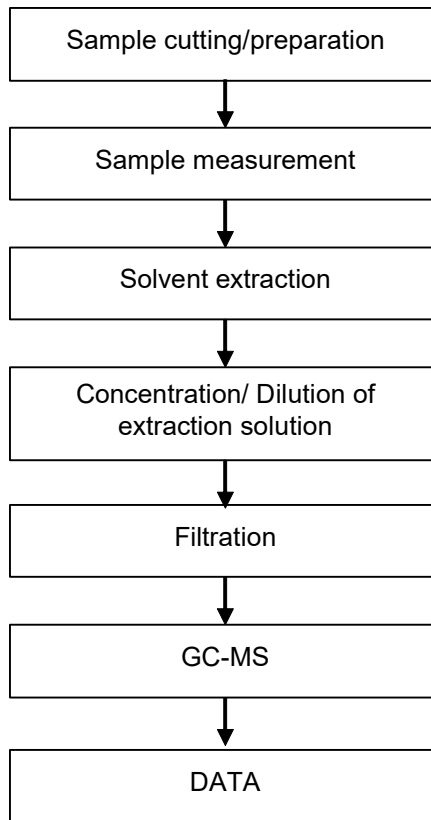 Sample cutting/preparation
Sample measurement
Solvent extraction
Concentration/ Dilution of
extraction solution
Filtration
GC-MS
DATA